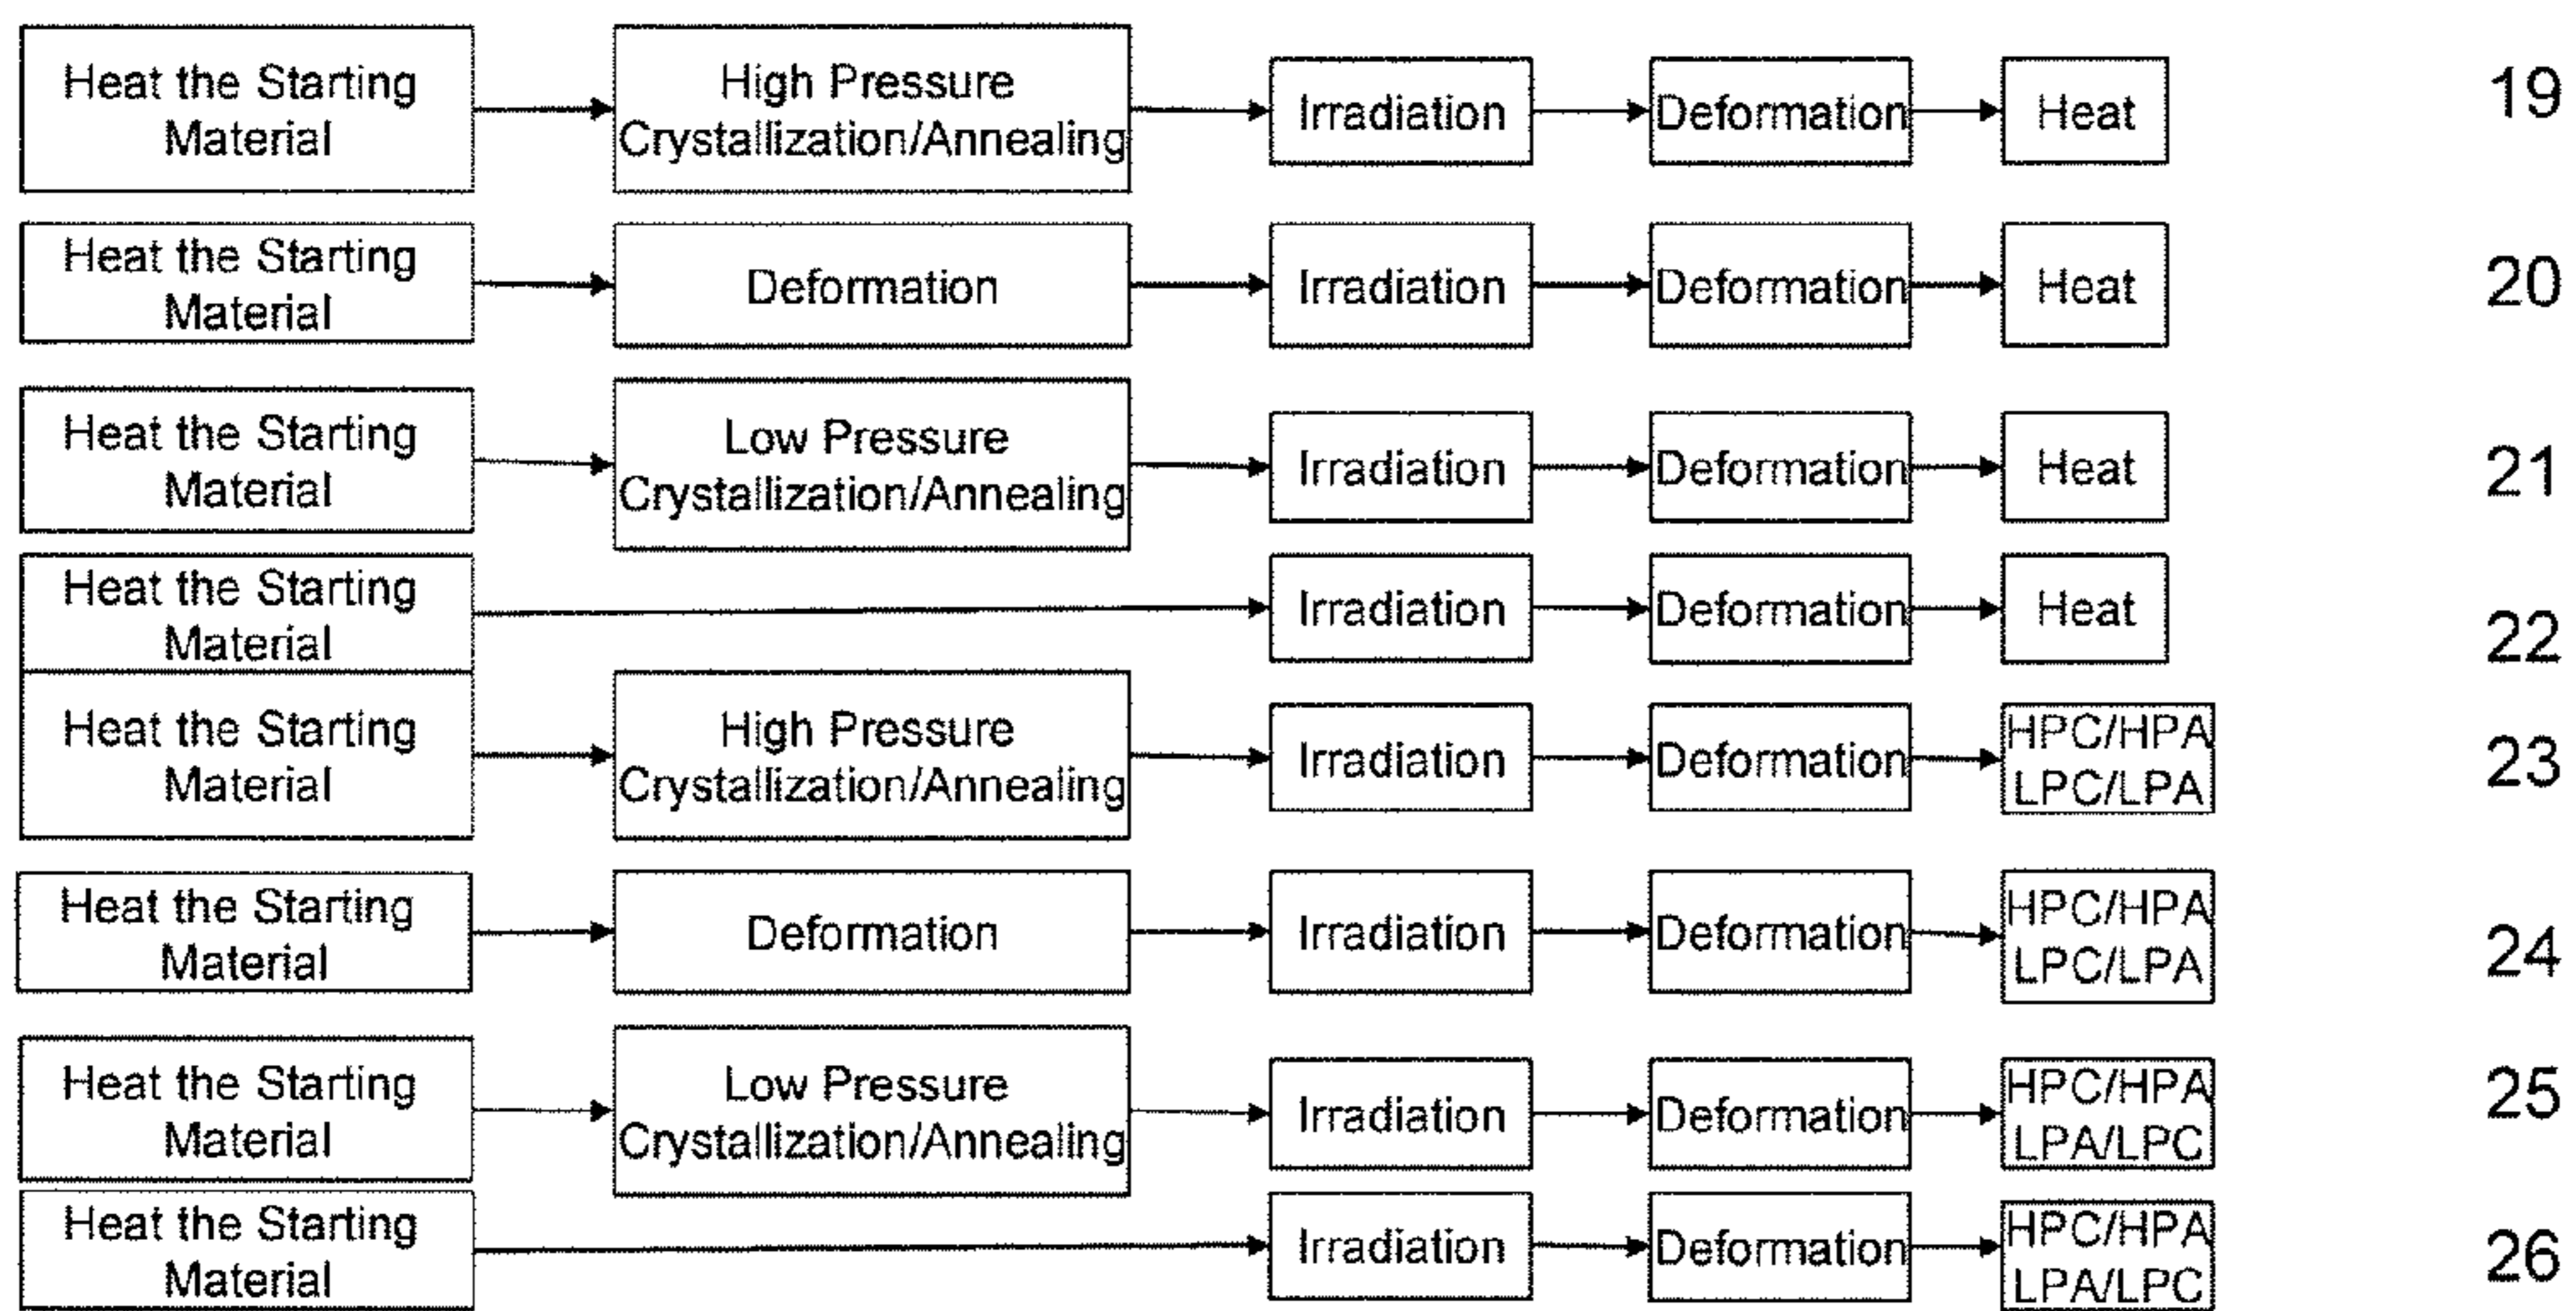 Heat the Starting
Material
High Pressure
Crystallization/Annealing
Irradiation
Deformation
Heat
19
Heat the Starting
Material
Deformation
Irradiation
Deformation
Heat
20
Heat the Starting
Material
Low Pressure
Crystallization/Annealing
Irradiation
Deformation
Heat
21
Heat the Starting
Material
Irradiation
Deformation
Heat
22
Heat the Starting
Material
High Pressure
Crystallization/Annealing
Irradiation
Deformation
HPC/HPA
LPC/LPA
23
Heat the Starting
Material
Deformation
Irradiation
Deformation
HPC/HPA
LPC/LPA
24
Heat the Starting
Material
Low Pressure
Crystallization/Annealing
Irradiation
Deformation
HPC/HPA
LPA/LPC
25
Heat the Starting
Material
Irradiation
Deformation
HPC/HPA
LPA/LPC
26